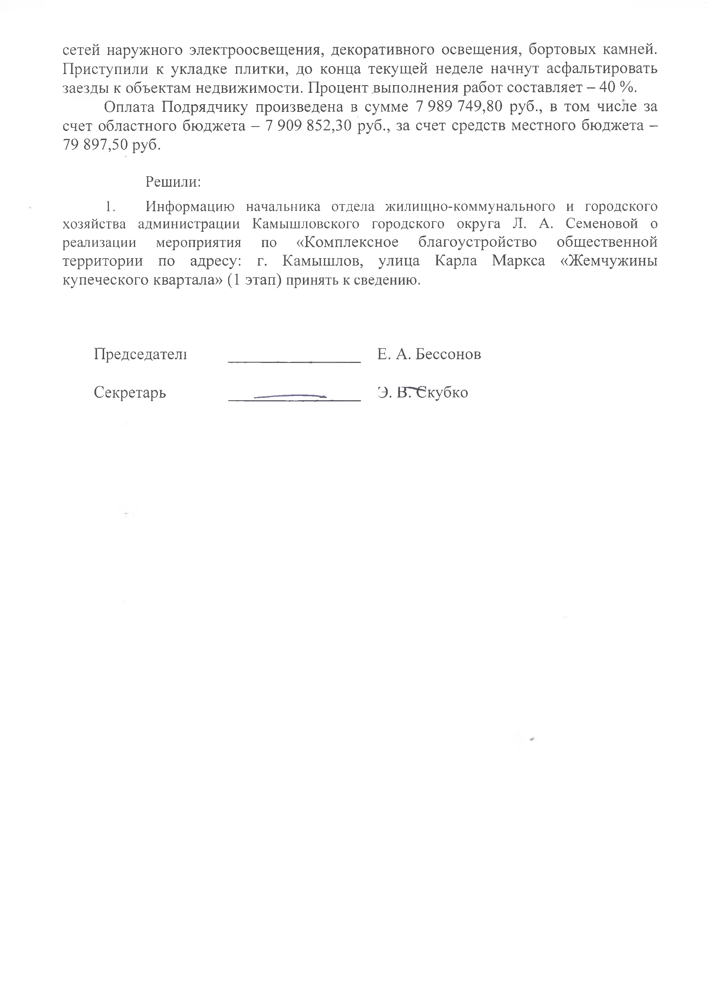 сетей наружного электроосвещения, декоративного освещения, бортовых камней.
Приступили к укладке плитки, до конца текущей неделе начнут асфальтировать
заезды к объектам недвижимости. Процент выполнения работ составляет – 40 %.
Оплата Подрядчику произведена в сумме 7 989 749,80 руб., в том числе за
счет областного бюджета – 7 909 852,30 руб., за счет средств местного бюджета –
79 897,50 руб.
Решили:
1. Информацию начальника отдела жилищно-коммунального и городского
хозяйства администрации Камышловского городского округа Л. А. Семеновой о
реализации мероприятия по «Комплексное благоустройство общественной
территории по адресу: г. Камышлов, улица Карла Маркса «Жемчужины
купеческого квартала» (1 этап) принять к сведению.
Председатель Е. А. Бессонов
Секретарь Э. В. Скубко